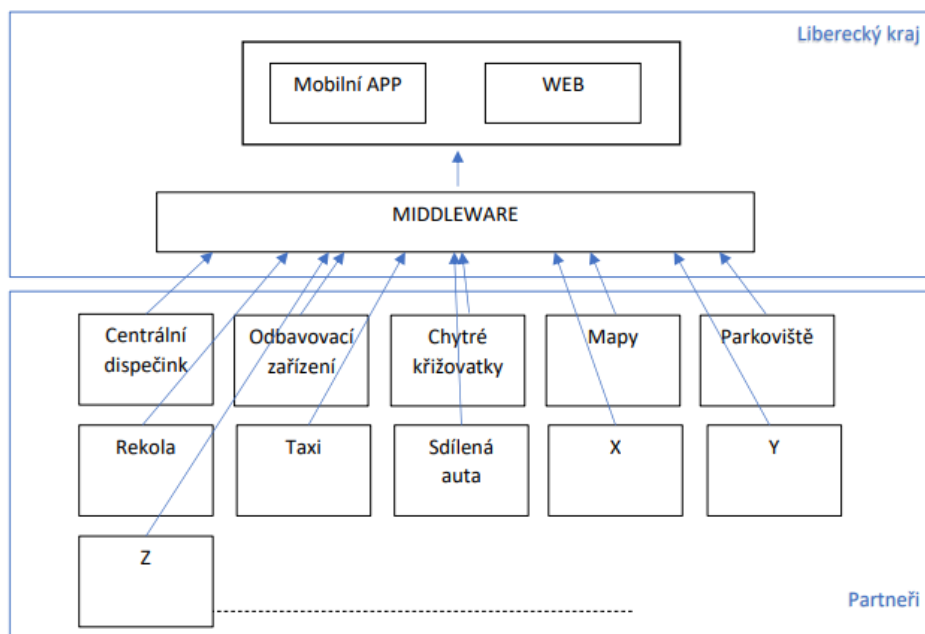 Liberecký kraj
Mobilní APP
WEB
MIDDLEWARE
Centrální
dispečink
Odbavovací
zařízení
Chytré
křižovatky
Mapy
Parkoviště
Rekola
Taxi
Sdílená
auta
X
Y
Z
Partneři